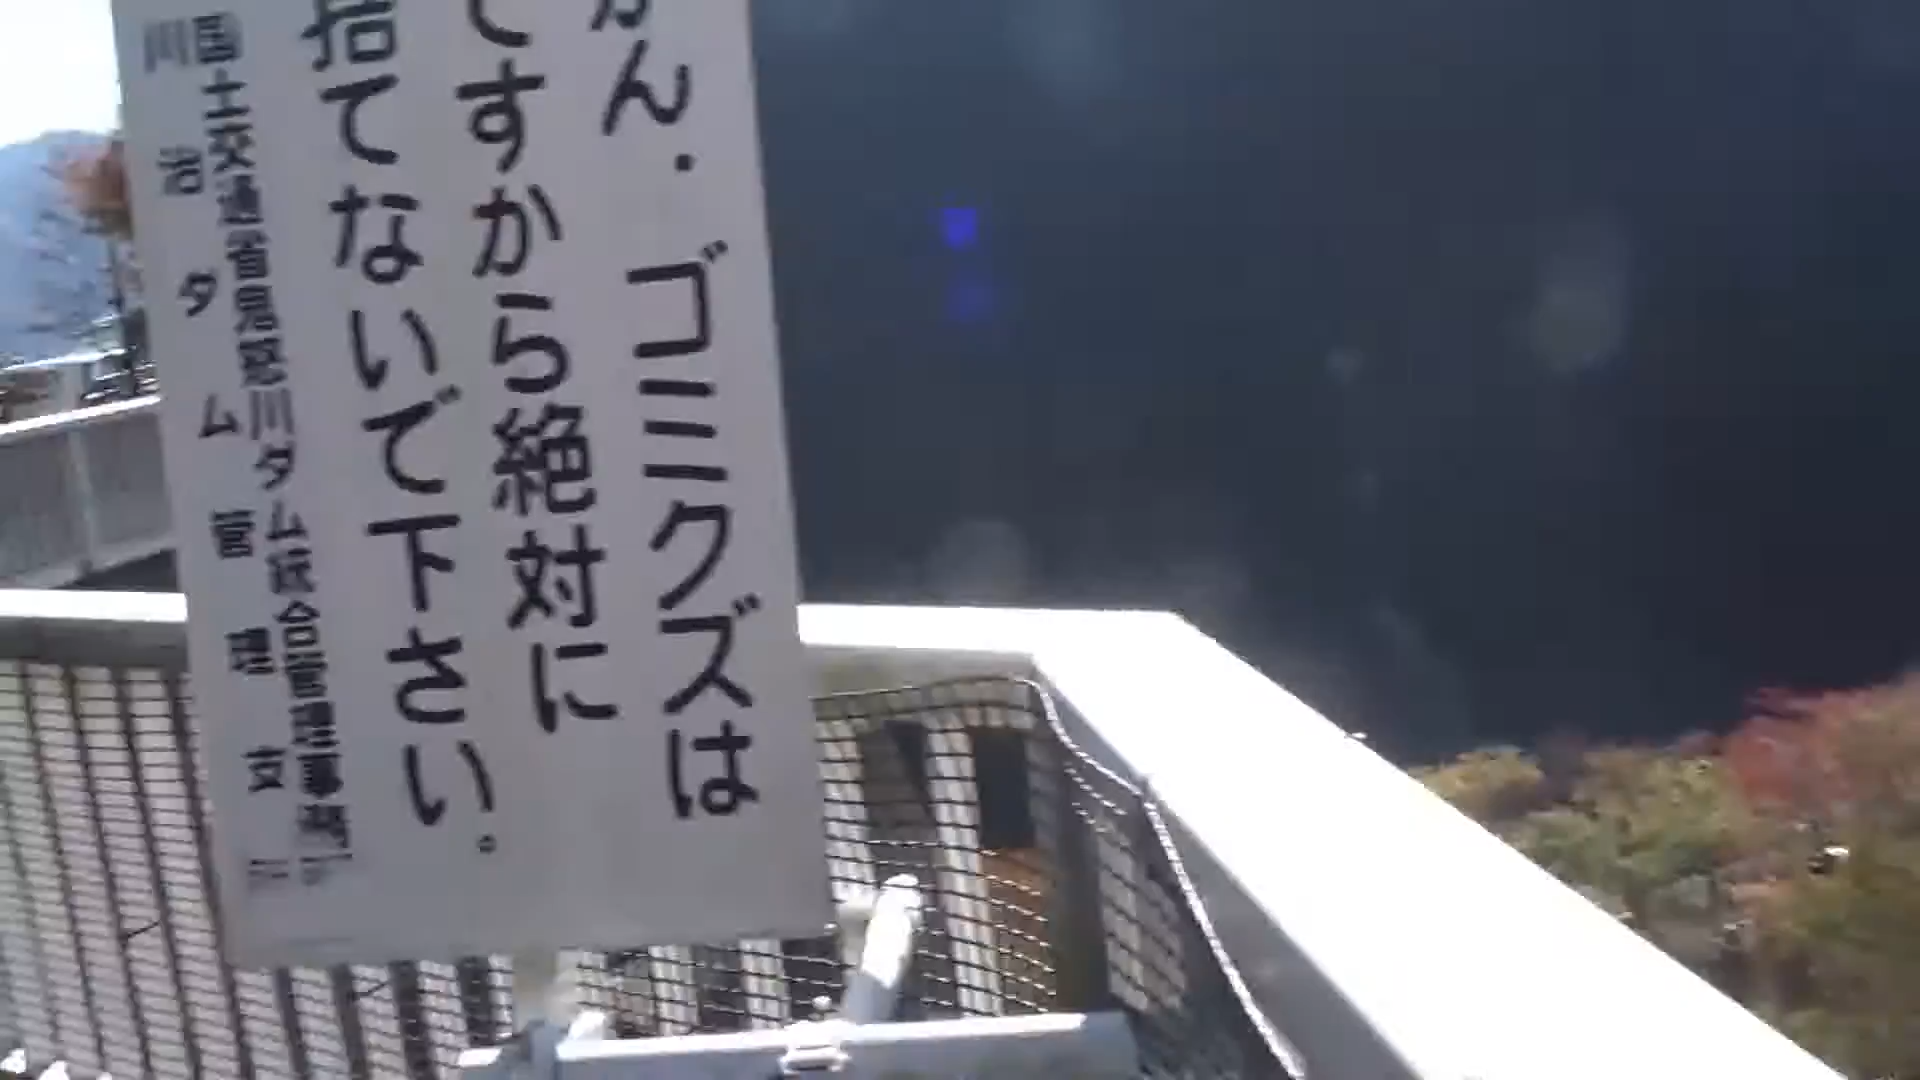 かん・ゴミクズは
ですから絶対に
捨てないで下さい。
国土交通省鬼怒川ダム統合管理事務所
川治ダム管理支